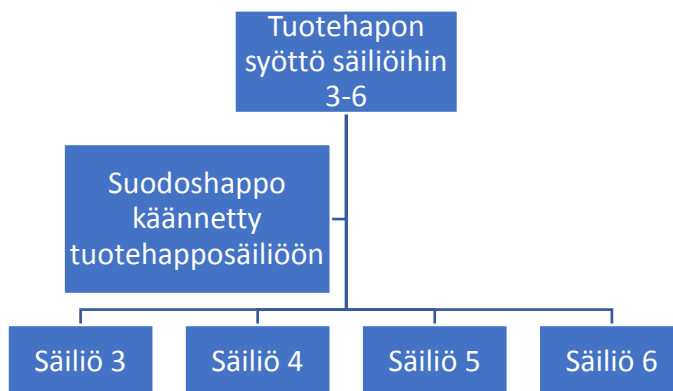 Tuotehapon
syöttö säiliöihin
3-6
Suodoshappo
käännetty
tuotehapposäiliöön
Säiliö 3
Säiliö 4
Säiliö 5
Säiliö 6